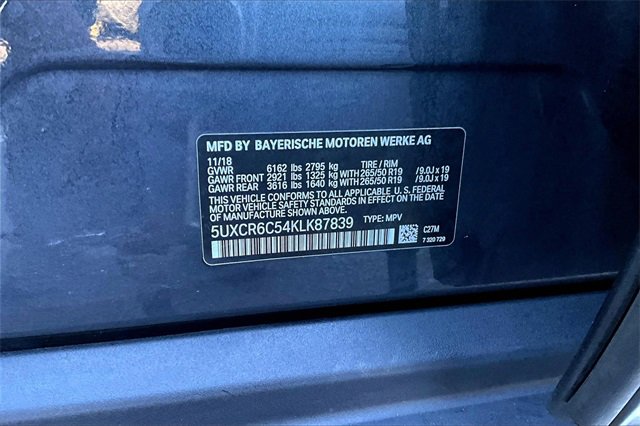 MFD BY BAYERISCHE MOTOREN WERKE AG
11/18
GVWR 6162 lbs 2795 kg TIRE / RIM
GAWR FRONT 2921 lbs 1325 kg ***** 265/50 R19 /9.0J x 19
GAWR REAR 3616 lbs 1640 kg ***** 265/50 R19 /9.0J x 19
THIS VEHICLE CONFORMS TO ALL APPLICABLE U. S. FEDERAL
MOTOR VEHICLE SAFETY STANDARDS IN EFFECT ON THE DATE OF
MANUFACTURE SHOWN ABOVE.
5UXCR6C54KLK87839 TYPE: MPV
C27M
7 320 729